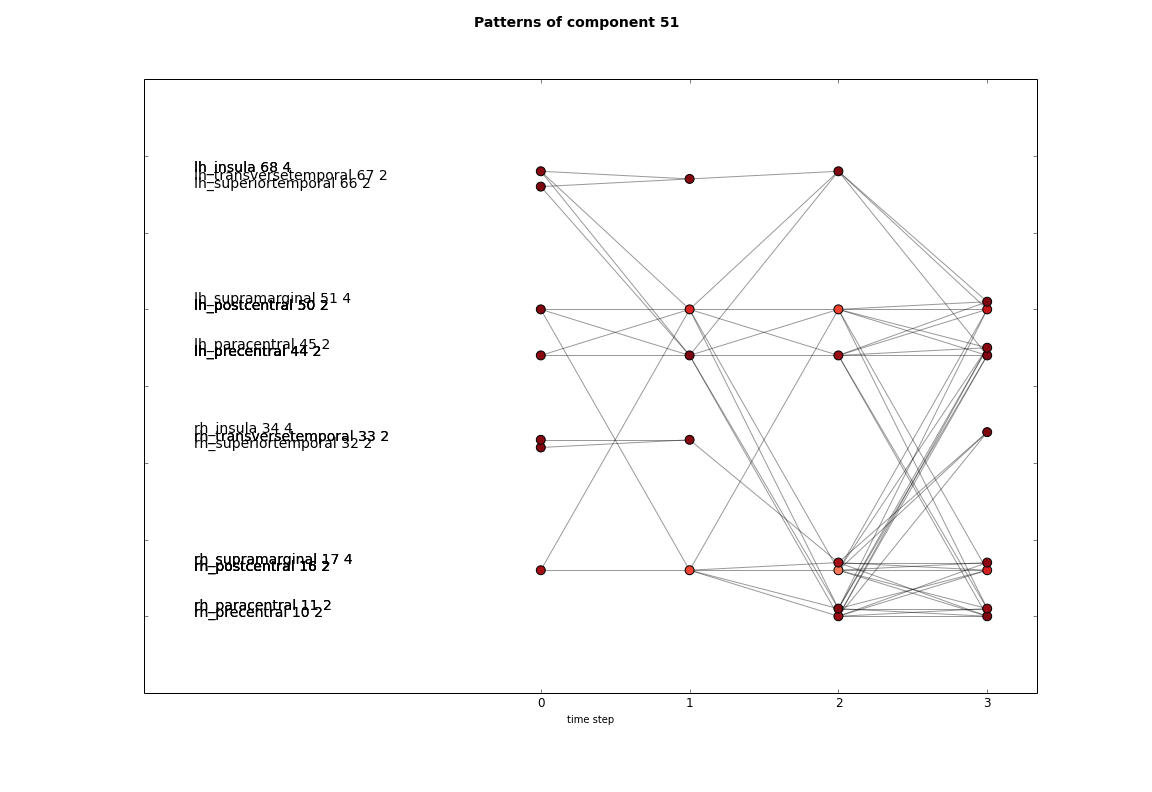 Patterns of component 51
lh_insula 68 4
lh_transversetemporal 67 2
lh_superiortemporal 66 2
lh_supramarginal 51 4
lh_postcentral 50 2
lh_paracentral 45 2
lh_precentral 44 2
rh_insula 34 4
rh_transversetemporal 33 2
rh_superiortemporal 32 2
rh_supramarginal 17 4
rh_postcentral 16 2
rh_paracentral 11 2
rh_precentral 10 2
0 1 2 3
time step